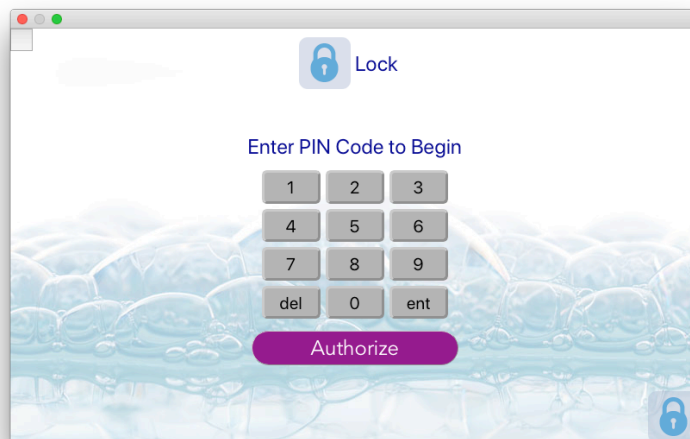 Lock
Enter PIN Code to Begin
1 2 3
4 5 6
7 8 9
del 0 ent
Authorize